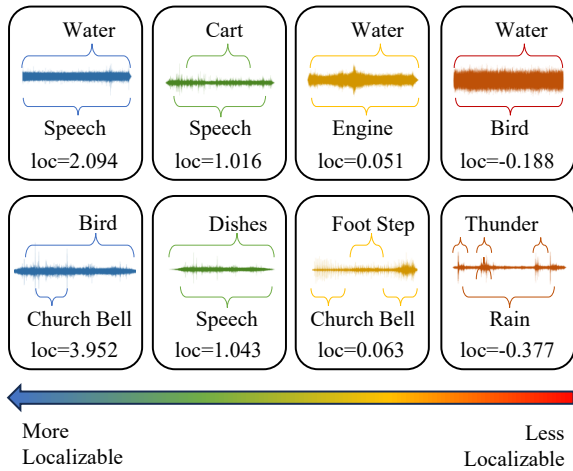 Water
Speech
loc=2.094
Cart
Speech
loc=1.016
Water
Engine
loc=0.051
Water
Bird
loc=-0.188
Bird
Church Bell
loc=3.952
Dishes
Speech
loc=1.043
Foot Step
Church Bell
loc=0.063
Thunder
Rain
loc=-0.377
More
Localizable
Less
Localizable